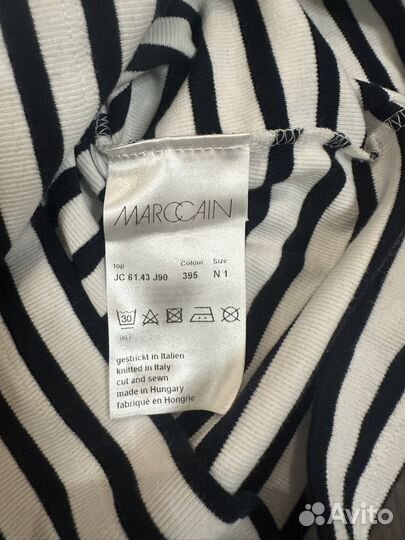 MARCCAIN
top Colour Size
JC 61.43 J90 395 N 1
30
gestrickt in Italien
knitted in Italy
cut and sewn
made in Hungary
fabriqué en Hongrie
Avito